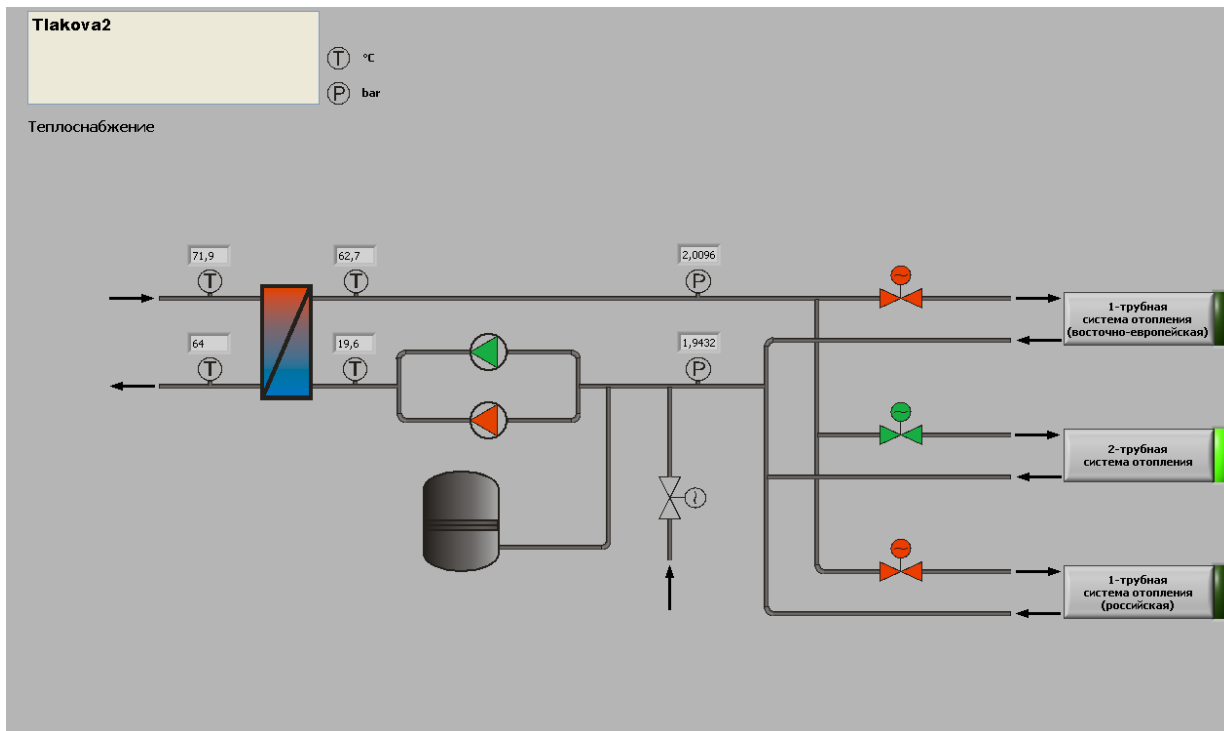 Tlakova2
T °C
P bar
Теплоснабжение
71,9 62,7 2,0096
T T P
1-трубная
система отопления
(восточно-европейская)
64 19,6 1,9432
T T P
2-трубная
система отопления
1-трубная
система отопления
(российская)